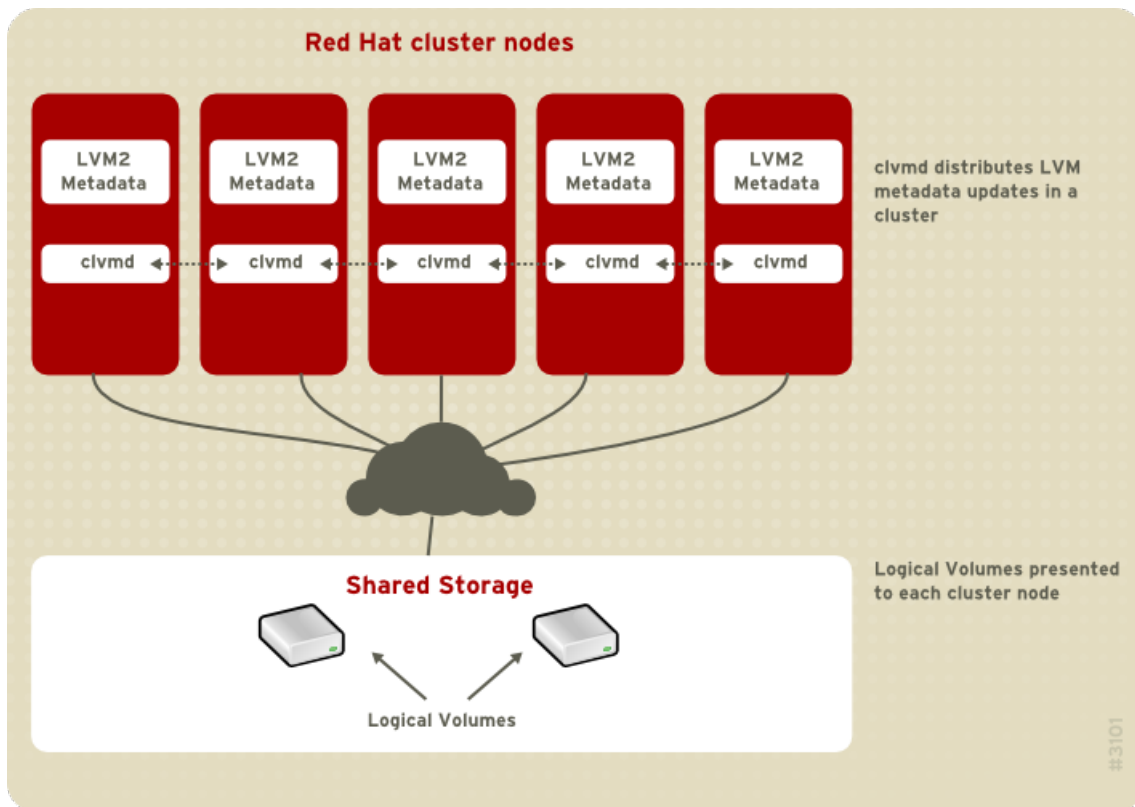 Red Hat cluster nodes
LVM2
Metadata
LVM2
Metadata
LVM2
Metadata
LVM2
Metadata
LVM2
Metadata
clvmd distributes LVM
metadata updates in a
cluster
clvmd
clvmd
clvmd
clvmd
clvmd
Shared Storage
Logical Volumes presented
to each cluster node
Logical Volumes
#3101